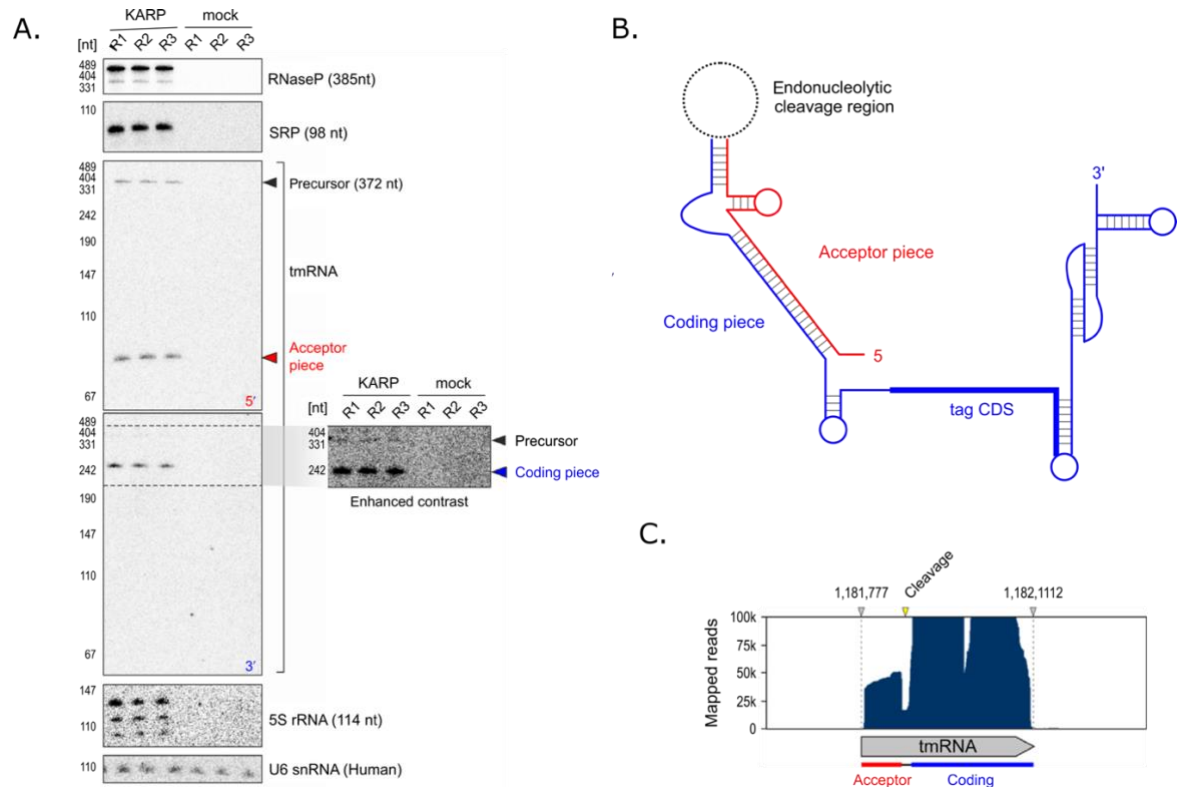 A.
KARP mock
[nt] R1 R2 R3 R1 R2 R3
489
404
331
RNaseP (385nt)
110
SRP (98 nt)
489
404
331
242
190
147
110
67
Precursor (372 nt)
tmRNA
Acceptor
piece
5'
489
404
331
242
190
147
110
67
3'
KARP mock
[nt] R1 R2 R3 R1 R2 R3
404
331
242
Precursor
Coding piece
Enhanced contrast
147
110
5S rRNA (114 nt)
110
U6 snRNA (Human)
B.
Endonucleolytic
cleavage region
3'
Acceptor piece
Coding piece
5
tag CDS
C.
Cleavage
1,181,777 1,182,1112
Mapped reads
100k
75k
50k
25k
0
tmRNA
Acceptor Coding